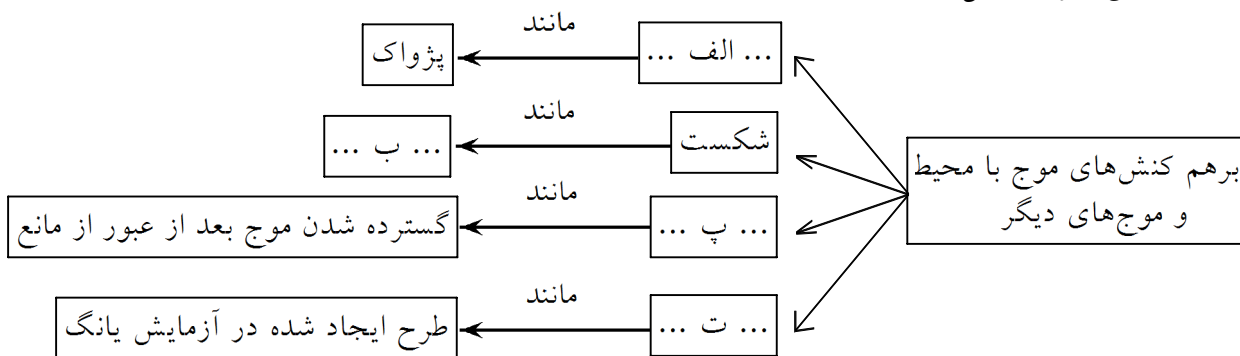 برهم کنش‌های موج با محیط
و موج‌های دیگر
... الف ...
مانند
پژواک
شکست
مانند
... ب ...
... پ ...
مانند
گسترده شدن موج بعد از عبور از مانع
... ت ...
مانند
طرح ایجاد شده در آزمایش یانگ